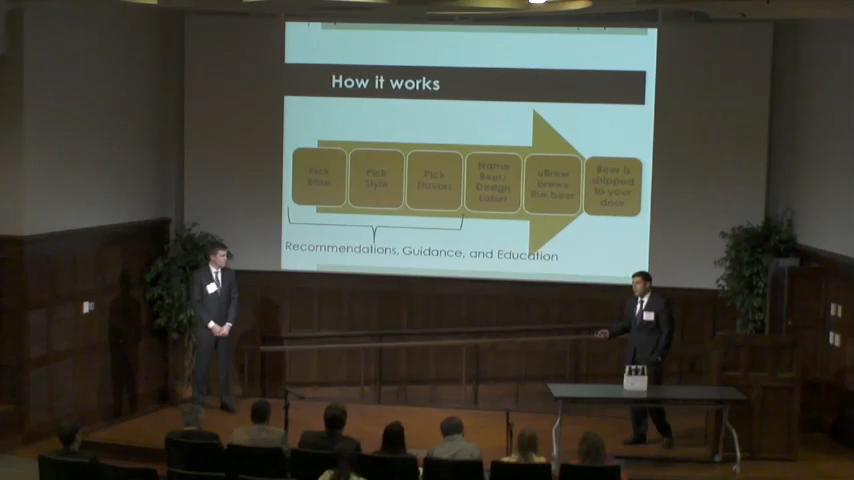 How it works
Pick
Base
Pick
Style
Pick
Flavors
Name
Beer/
Design
Label
uBrew
brews
the beer
Beer is
shipped
to your
door
Recommendations, Guidance, and Education